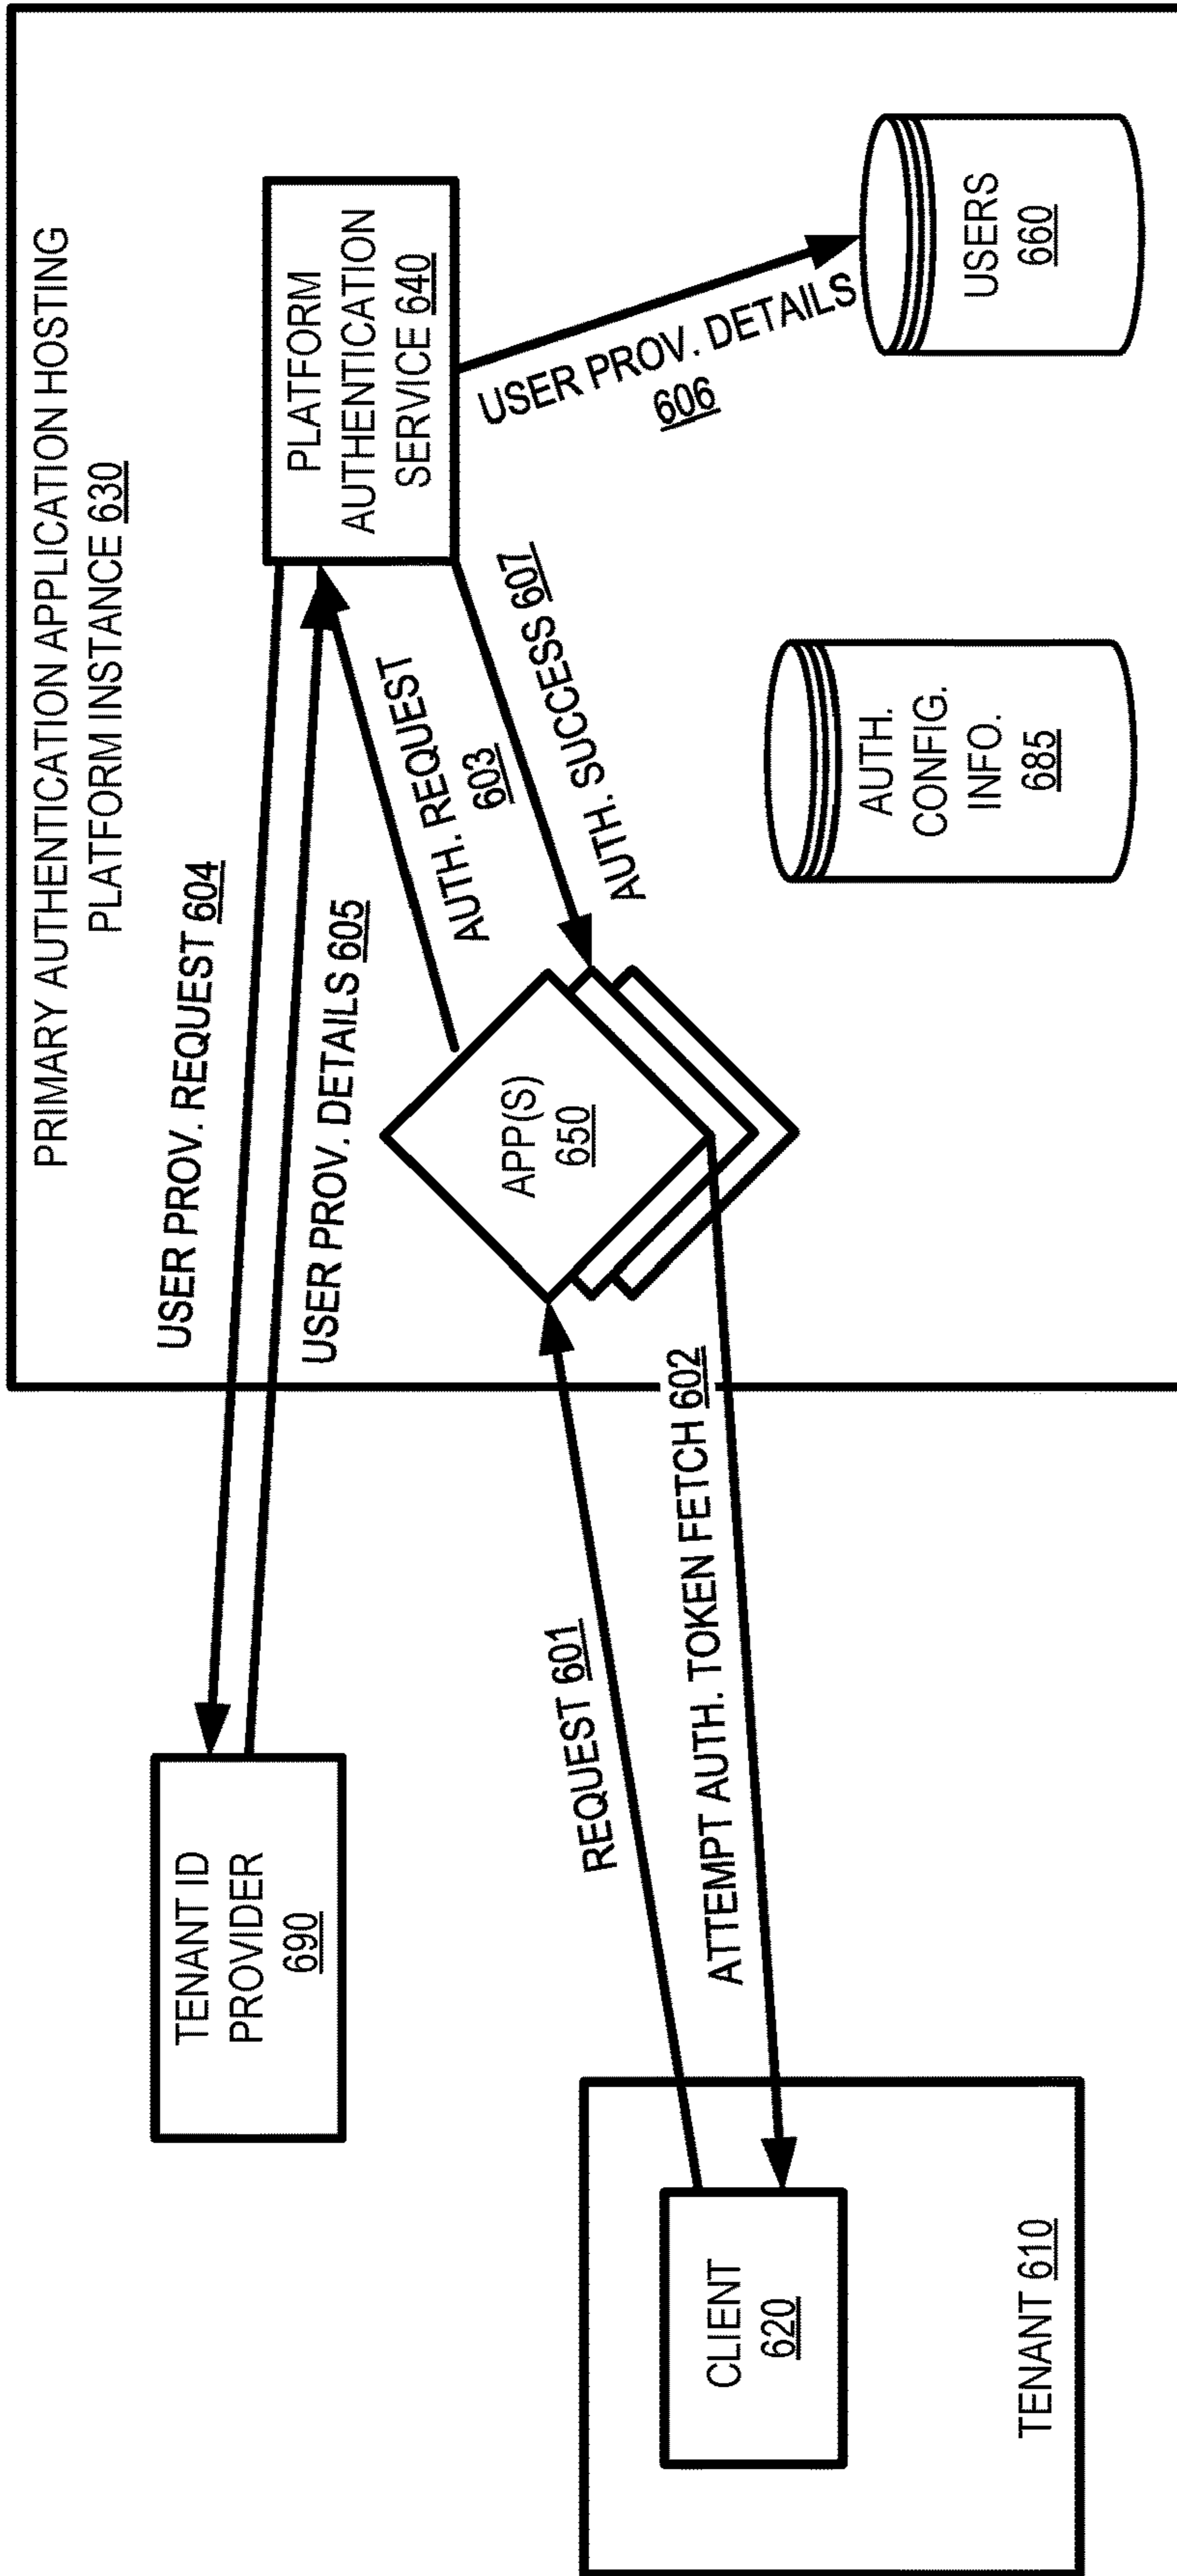 PRIMARY AUTHENTICATION APPLICATION HOSTING
PLATFORM INSTANCE 630
TENANT ID
PROVIDER
690
USER PROV. REQUEST 604
USER PROV. DETAILS 605
PLATFORM
AUTHENTICATION
SERVICE 640
AUTH. REQUEST
603
AUTH. SUCCESS 607
USER PROV. DETAILS
606
APP(S)
650
REQUEST 601
ATTEMPT AUTH. TOKEN FETCH 602
CLIENT
620
TENANT 610
AUTH.
CONFIG.
INFO.
685
USERS
660